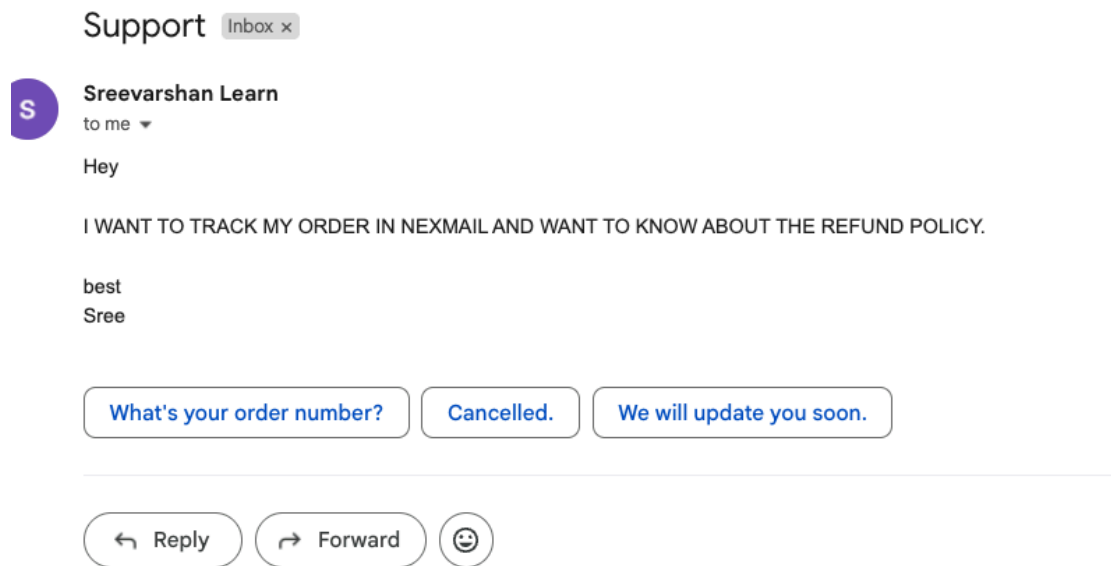 Support Inbox ×
S
Sreevarshan Learn
to me
Hey
I WANT TO TRACK MY ORDER IN NEXMAIL AND WANT TO KNOW ABOUT THE REFUND POLICY.
best
Sree
What's your order number? Cancelled. We will update you soon.
Reply Forward